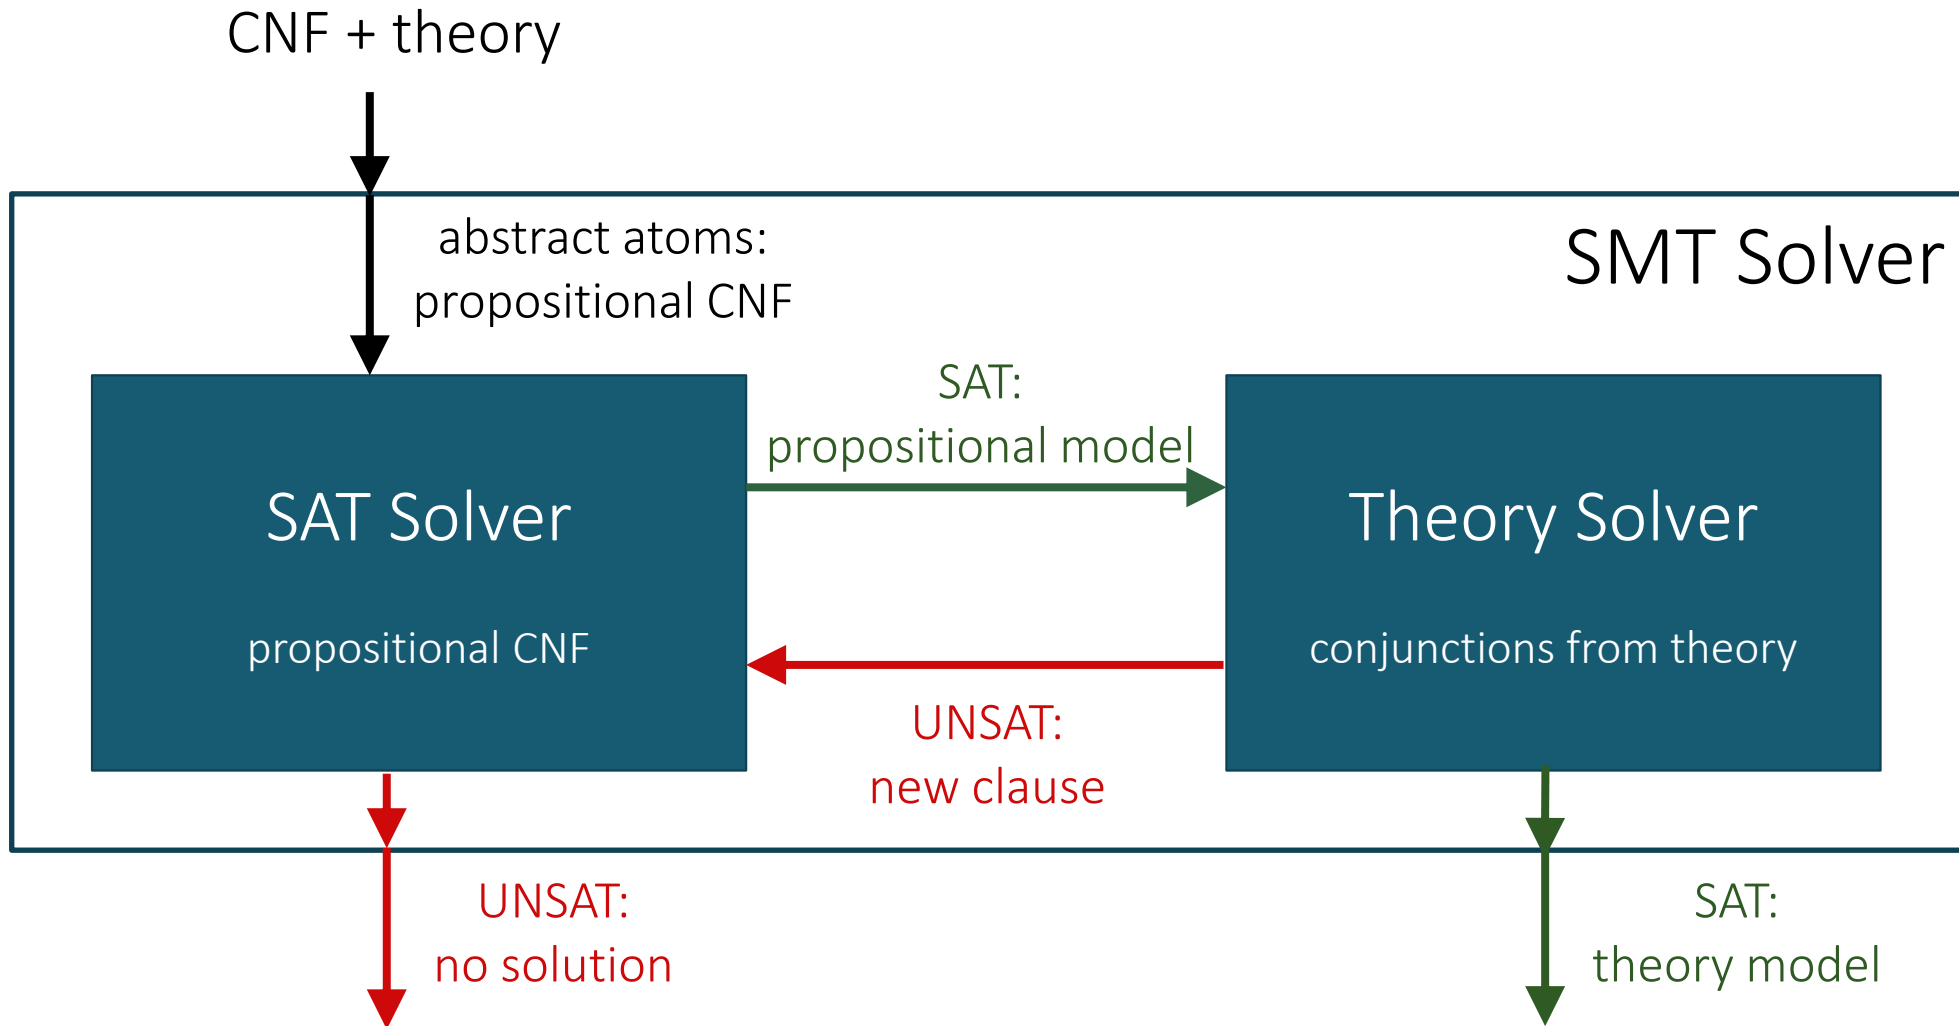 CNF + theory
abstract atoms:
propositional CNF
SMT Solver
SAT:
propositional model
SAT Solver
propositional CNF
Theory Solver
conjunctions from theory
UNSAT:
new clause
UNSAT:
no solution
SAT:
theory model